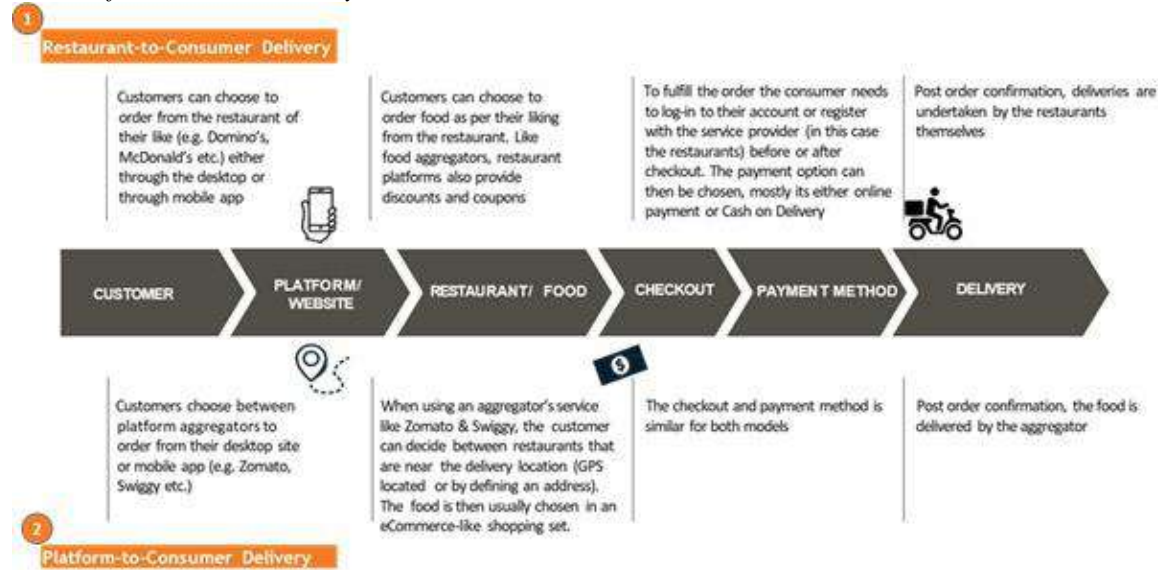 1
Restaurant-to-Consumer Delivery
Customers can choose to
order from the restaurant of
their like (e.g. Domino's,
McDonald's etc.) either
through the desktop or
through mobile app
Customers can choose to
order food as per their liking
from the restaurant. Like
food aggregators, restaurant
platforms also provide
discounts and coupons
To fulfill the order the consumer needs
to log-in to their account or register
with the service provider (in this case
the restaurants) before or after
checkout. The payment option can
then be chosen, mostly its either online
payment or Cash on Delivery
Post order confirmation, deliveries are
undertaken by the restaurants
themselves
CUSTOMER
PLATFORM/
WEBSITE
RESTAURANT/ FOOD
CHECKOUT
PAYMENT METHOD
DELIVERY
$
Customers choose between
platform aggregators to
order from their desktop site
or mobile app (e.g. Zomato,
Swiggy etc.)
When using an aggregator's service
like Zomato & Swiggy, the customer
can decide between restaurants that
are near the delivery location (GPS
located or by defining an address).
The food is then usually chosen in an
eCommerce-like shopping set.
The checkout and payment method is
similar for both models
Post order confirmation, the food is
delivered by the aggregator
2
Platform-to-Consumer Delivery